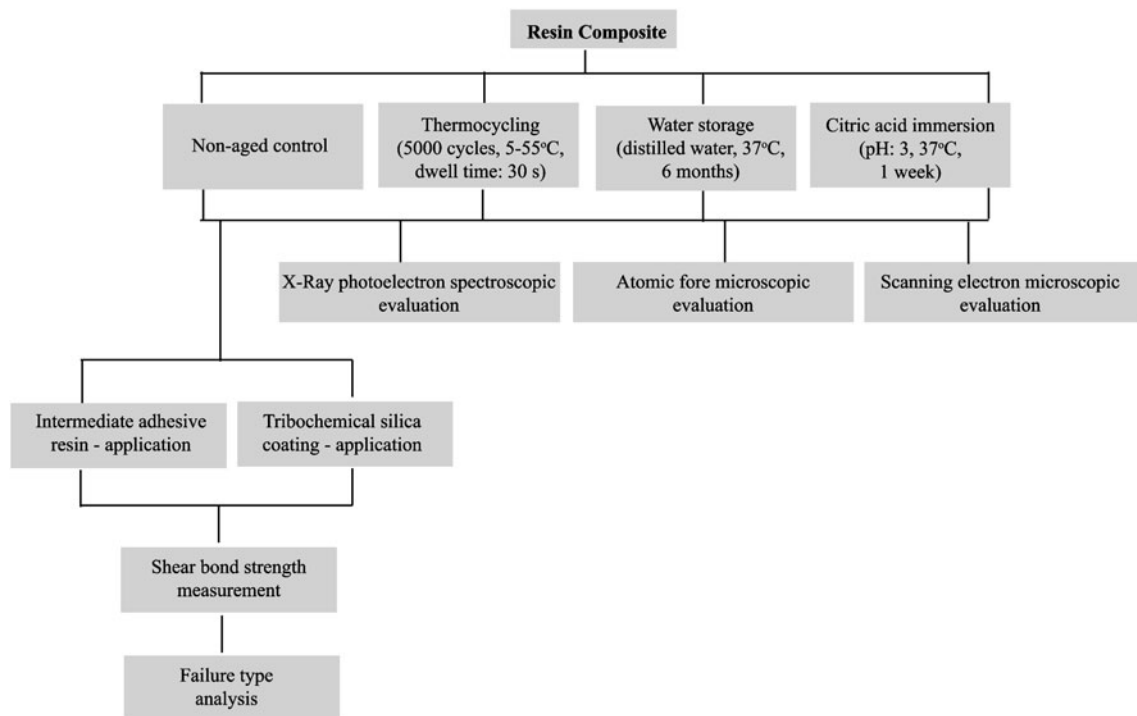 Resin Composite
Non-aged control
Thermocycling
(5000 cycles, 5-55°C,
dwell time: 30 s)
Water storage
(distilled water, 37°C,
6 months)
Citric acid immersion
(pH: 3, 37°C,
1 week)
X-Ray photoelectron spectroscopic
evaluation
Atomic fore microscopic
evaluation
Scanning electron microscopic
evaluation
Intermediate adhesive
resin - application
Tribochemical silica
coating - application
Shear bond strength
measurement
Failure type
analysis